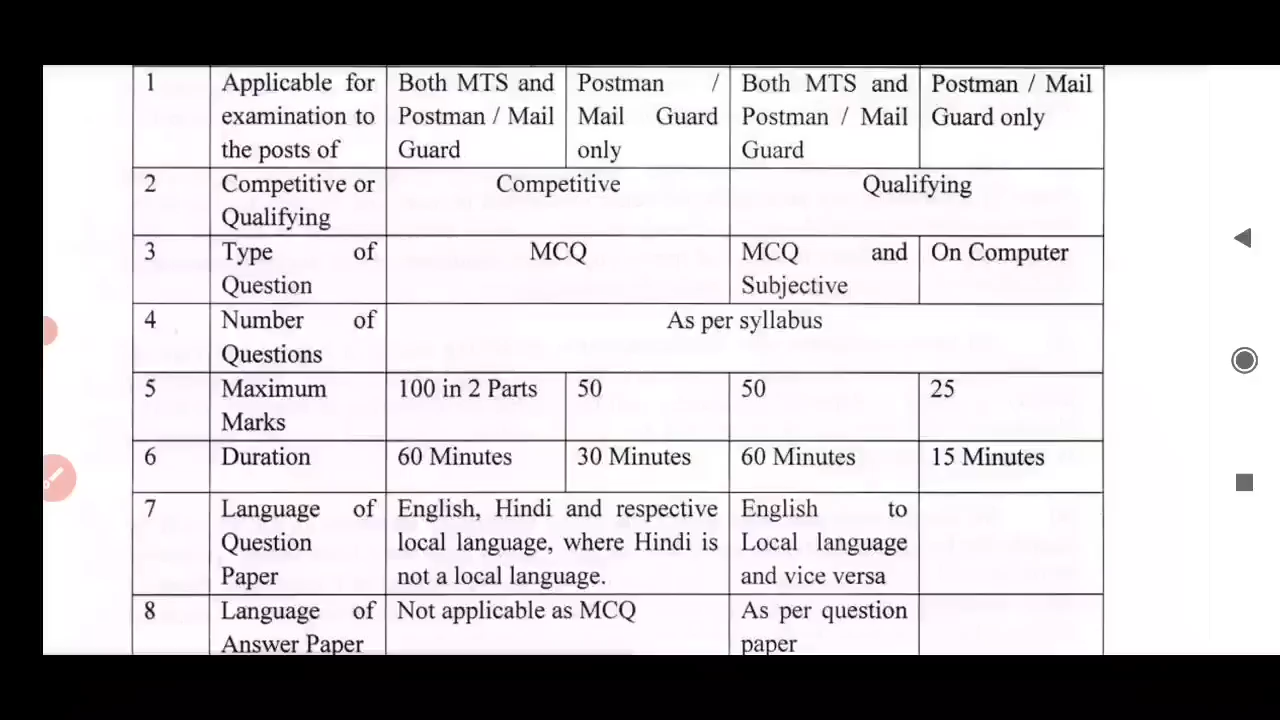 1 Applicable for Both MTS and Postman / Both MTS and Postman / Mail
examination to Postman / Mail Mail Guard Postman / Mail Guard only
the posts of Guard only Guard
2 Competitive or Competitive Qualifying
Qualifying
3 Type of MCQ MCQ and On Computer
Question Subjective
4 Number of As per syllabus
Questions
5 Maximum 100 in 2 Parts 50 50 25
Marks
6 Duration 60 Minutes 30 Minutes 60 Minutes 15 Minutes
7 Language of English, Hindi and respective English to
Question local language, where Hindi is Local language
Paper not a local language. and vice versa
8 Language of Not applicable as MCQ As per question
Answer Paper paper